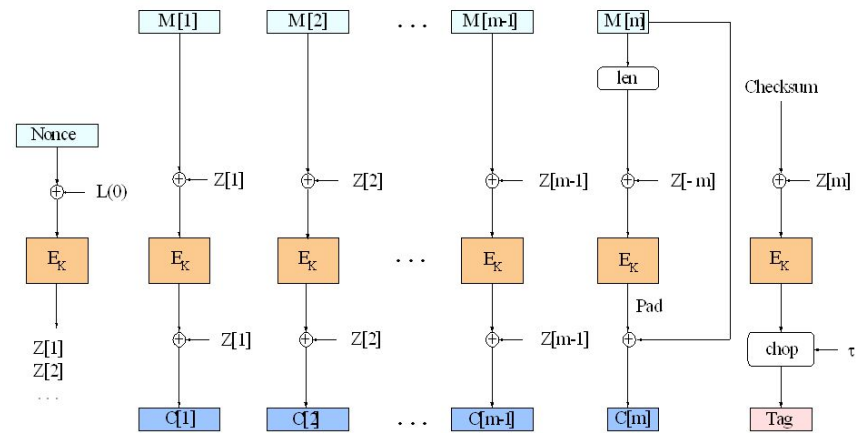 M[1] M[2] ... M[m-1] M[m]
len
Checksum
Nonce
L(0) Z[1] Z[2] Z[m-1] Z[-m] Z[m]
E_K E_K E_K ... E_K E_K E_K
Pad
Z[1] Z[1] Z[2] Z[m-1] chop τ
Z[2]
...
C[1] C[2] ... C[m-1] C[m] Tag